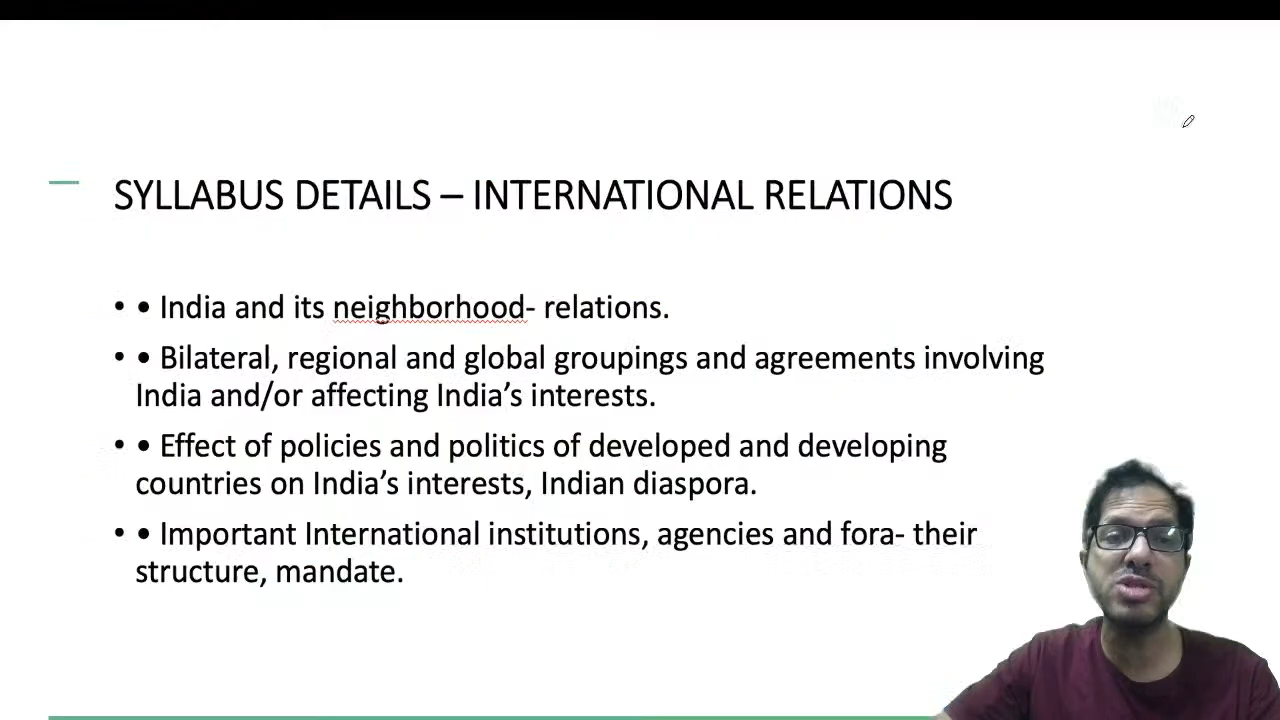 SYLLABUS DETAILS – INTERNATIONAL RELATIONS
• • India and its neighborhood- relations.
• • Bilateral, regional and global groupings and agreements involving
India and/or affecting India’s interests.
• • Effect of policies and politics of developed and developing
countries on India’s interests, Indian diaspora.
• • Important International institutions, agencies and fora- their
structure, mandate.